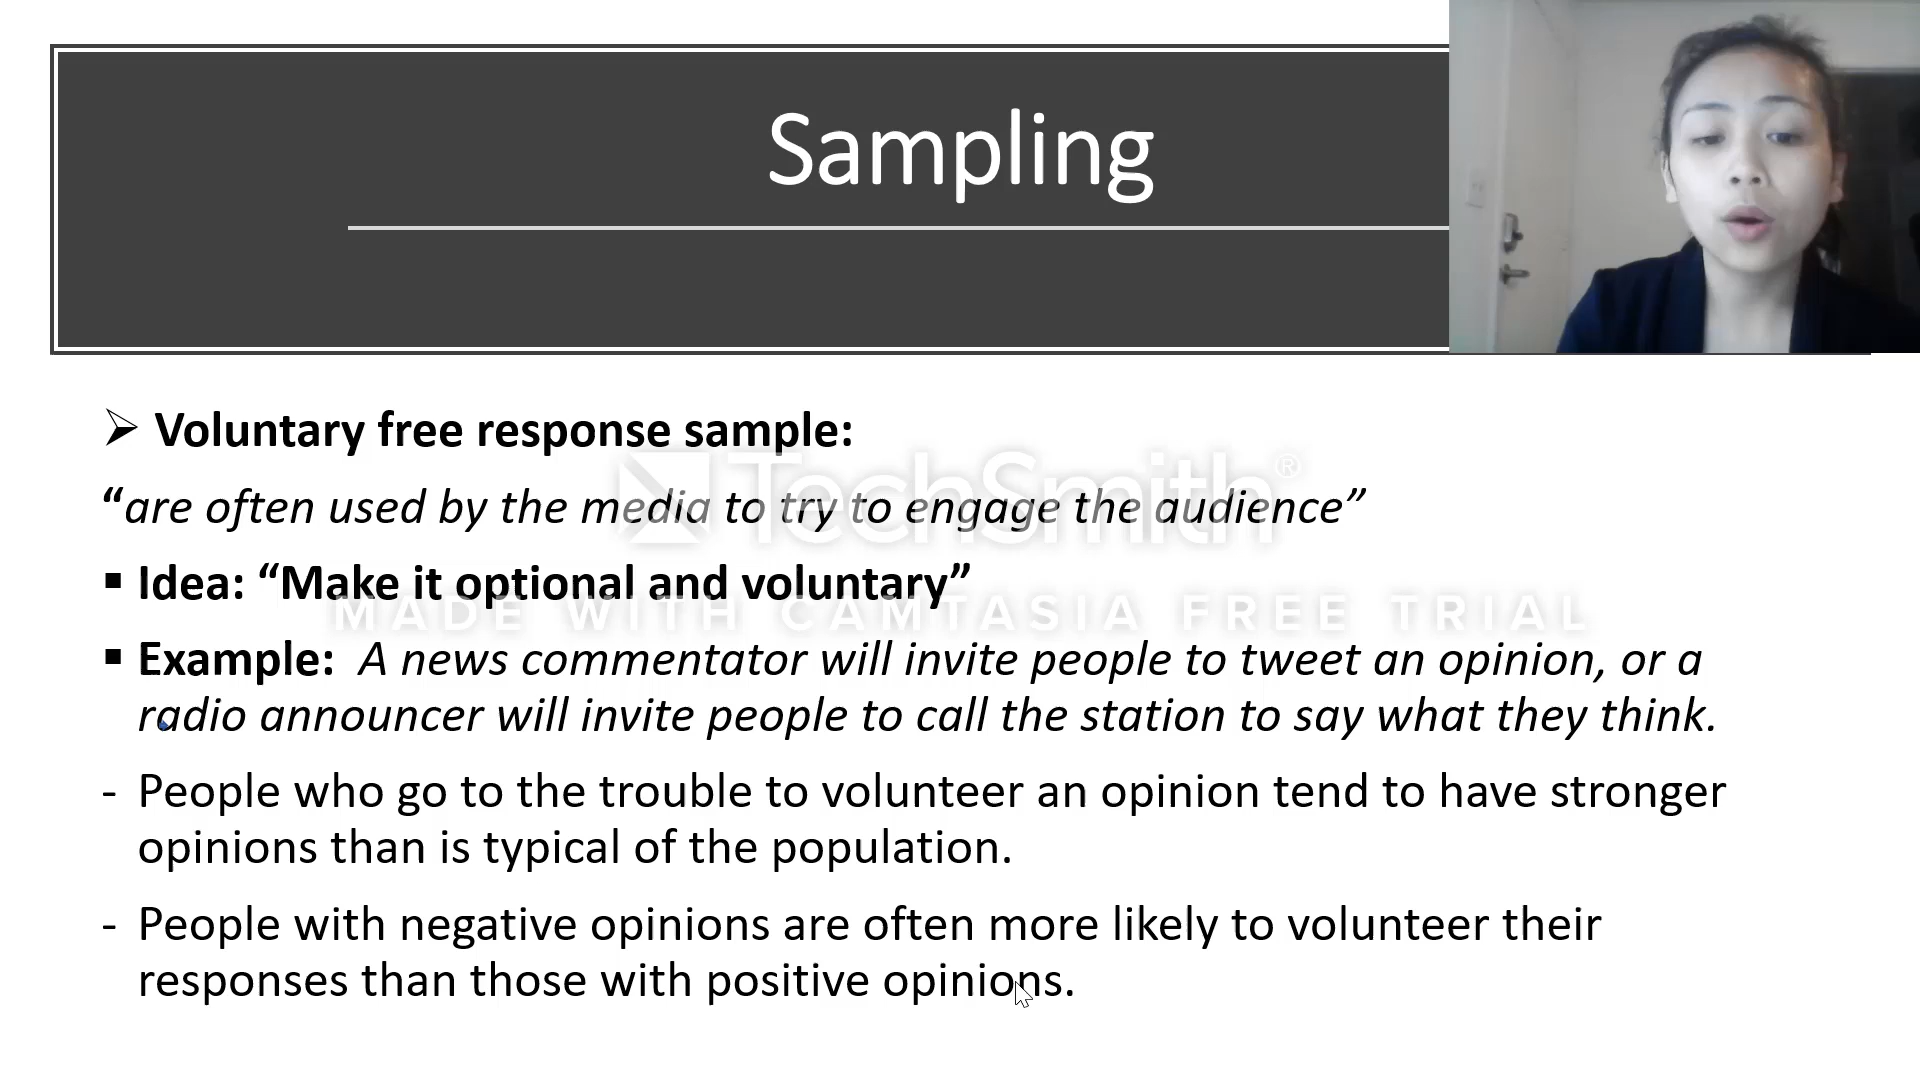 Sampling
Voluntary free response sample:
“are often used by the media to try to engage the audience”
TechSmith®
Idea: “Make it optional and voluntary”
MADE WITH CAMTASIA FREE TRIAL
Example: A news commentator will invite people to tweet an opinion, or a
radio announcer will invite people to call the station to say what they think.
- People who go to the trouble to volunteer an opinion tend to have stronger
opinions than is typical of the population.
- People with negative opinions are often more likely to volunteer their
responses than those with positive opinions.